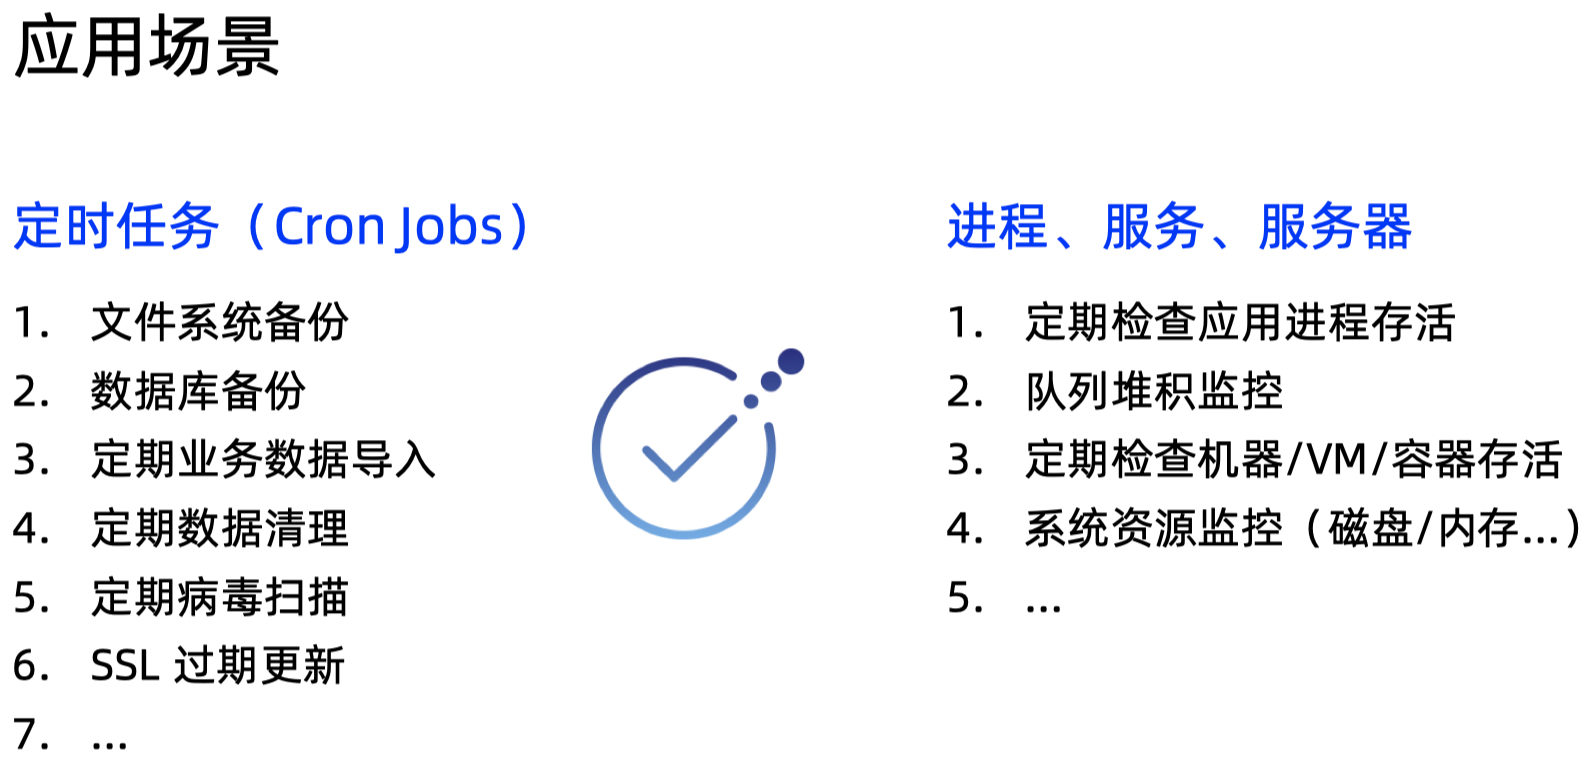 应用场景
定时任务（Cron Jobs）
1. 文件系统备份
2. 数据库备份
3. 定期业务数据导入
4. 定期数据清理
5. 定期病毒扫描
6. SSL 过期更新
7. ...
进程、服务、服务器
1. 定期检查应用进程存活
2. 队列堆积监控
3. 定期检查机器/VM/容器存活
4. 系统资源监控（磁盘/内存...）
5. ...